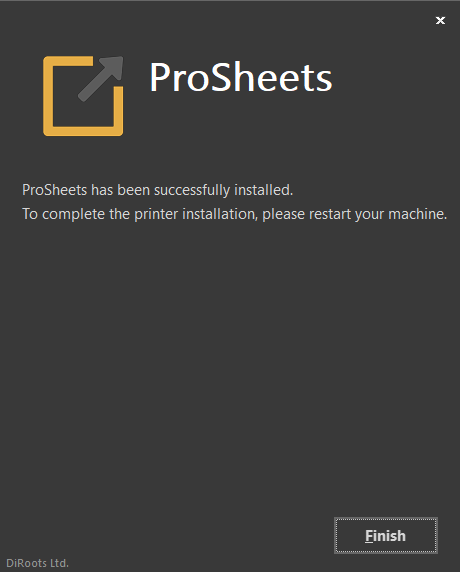 ProSheets
ProSheets has been successfully installed.
To complete the printer installation, please restart your machine.
Finish
DiRoots Ltd.